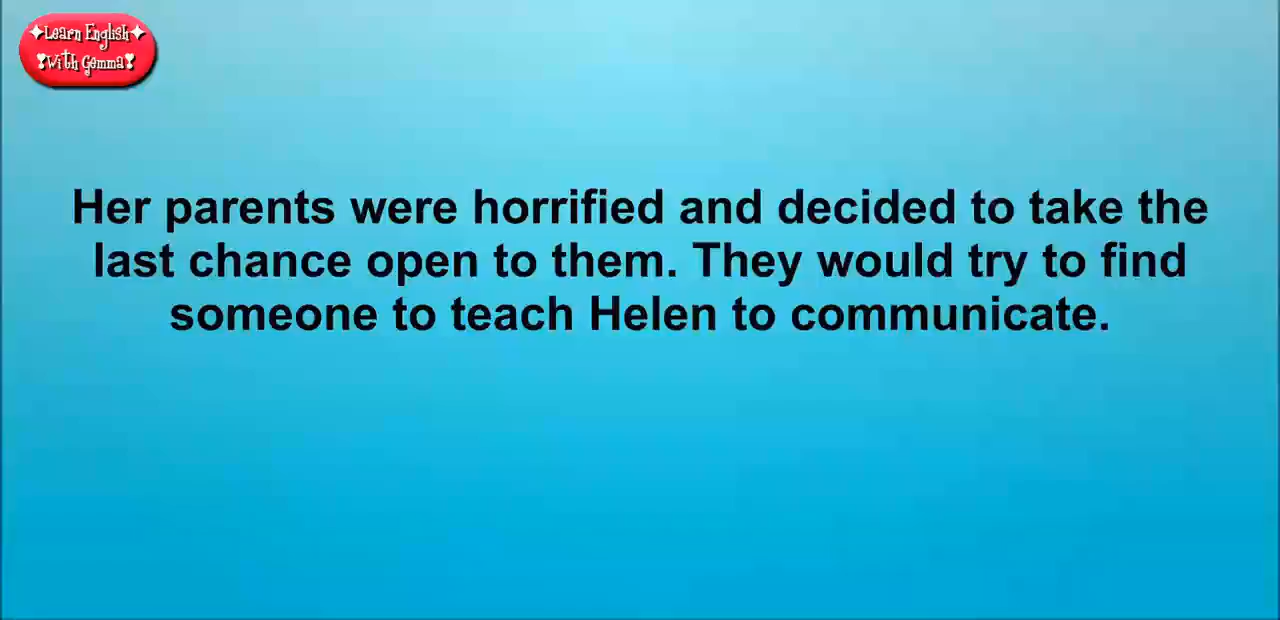 ✦Learn English✦
❣With Gemma❣
Her parents were horrified and decided to take the
last chance open to them. They would try to find
someone to teach Helen to communicate.